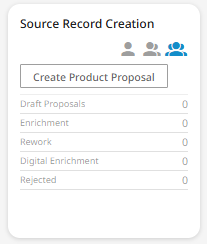 Source Record Creation
Create Product Proposal
Draft Proposals 0
Enrichment 0
Rework 0
Digital Enrichment 0
Rejected 0